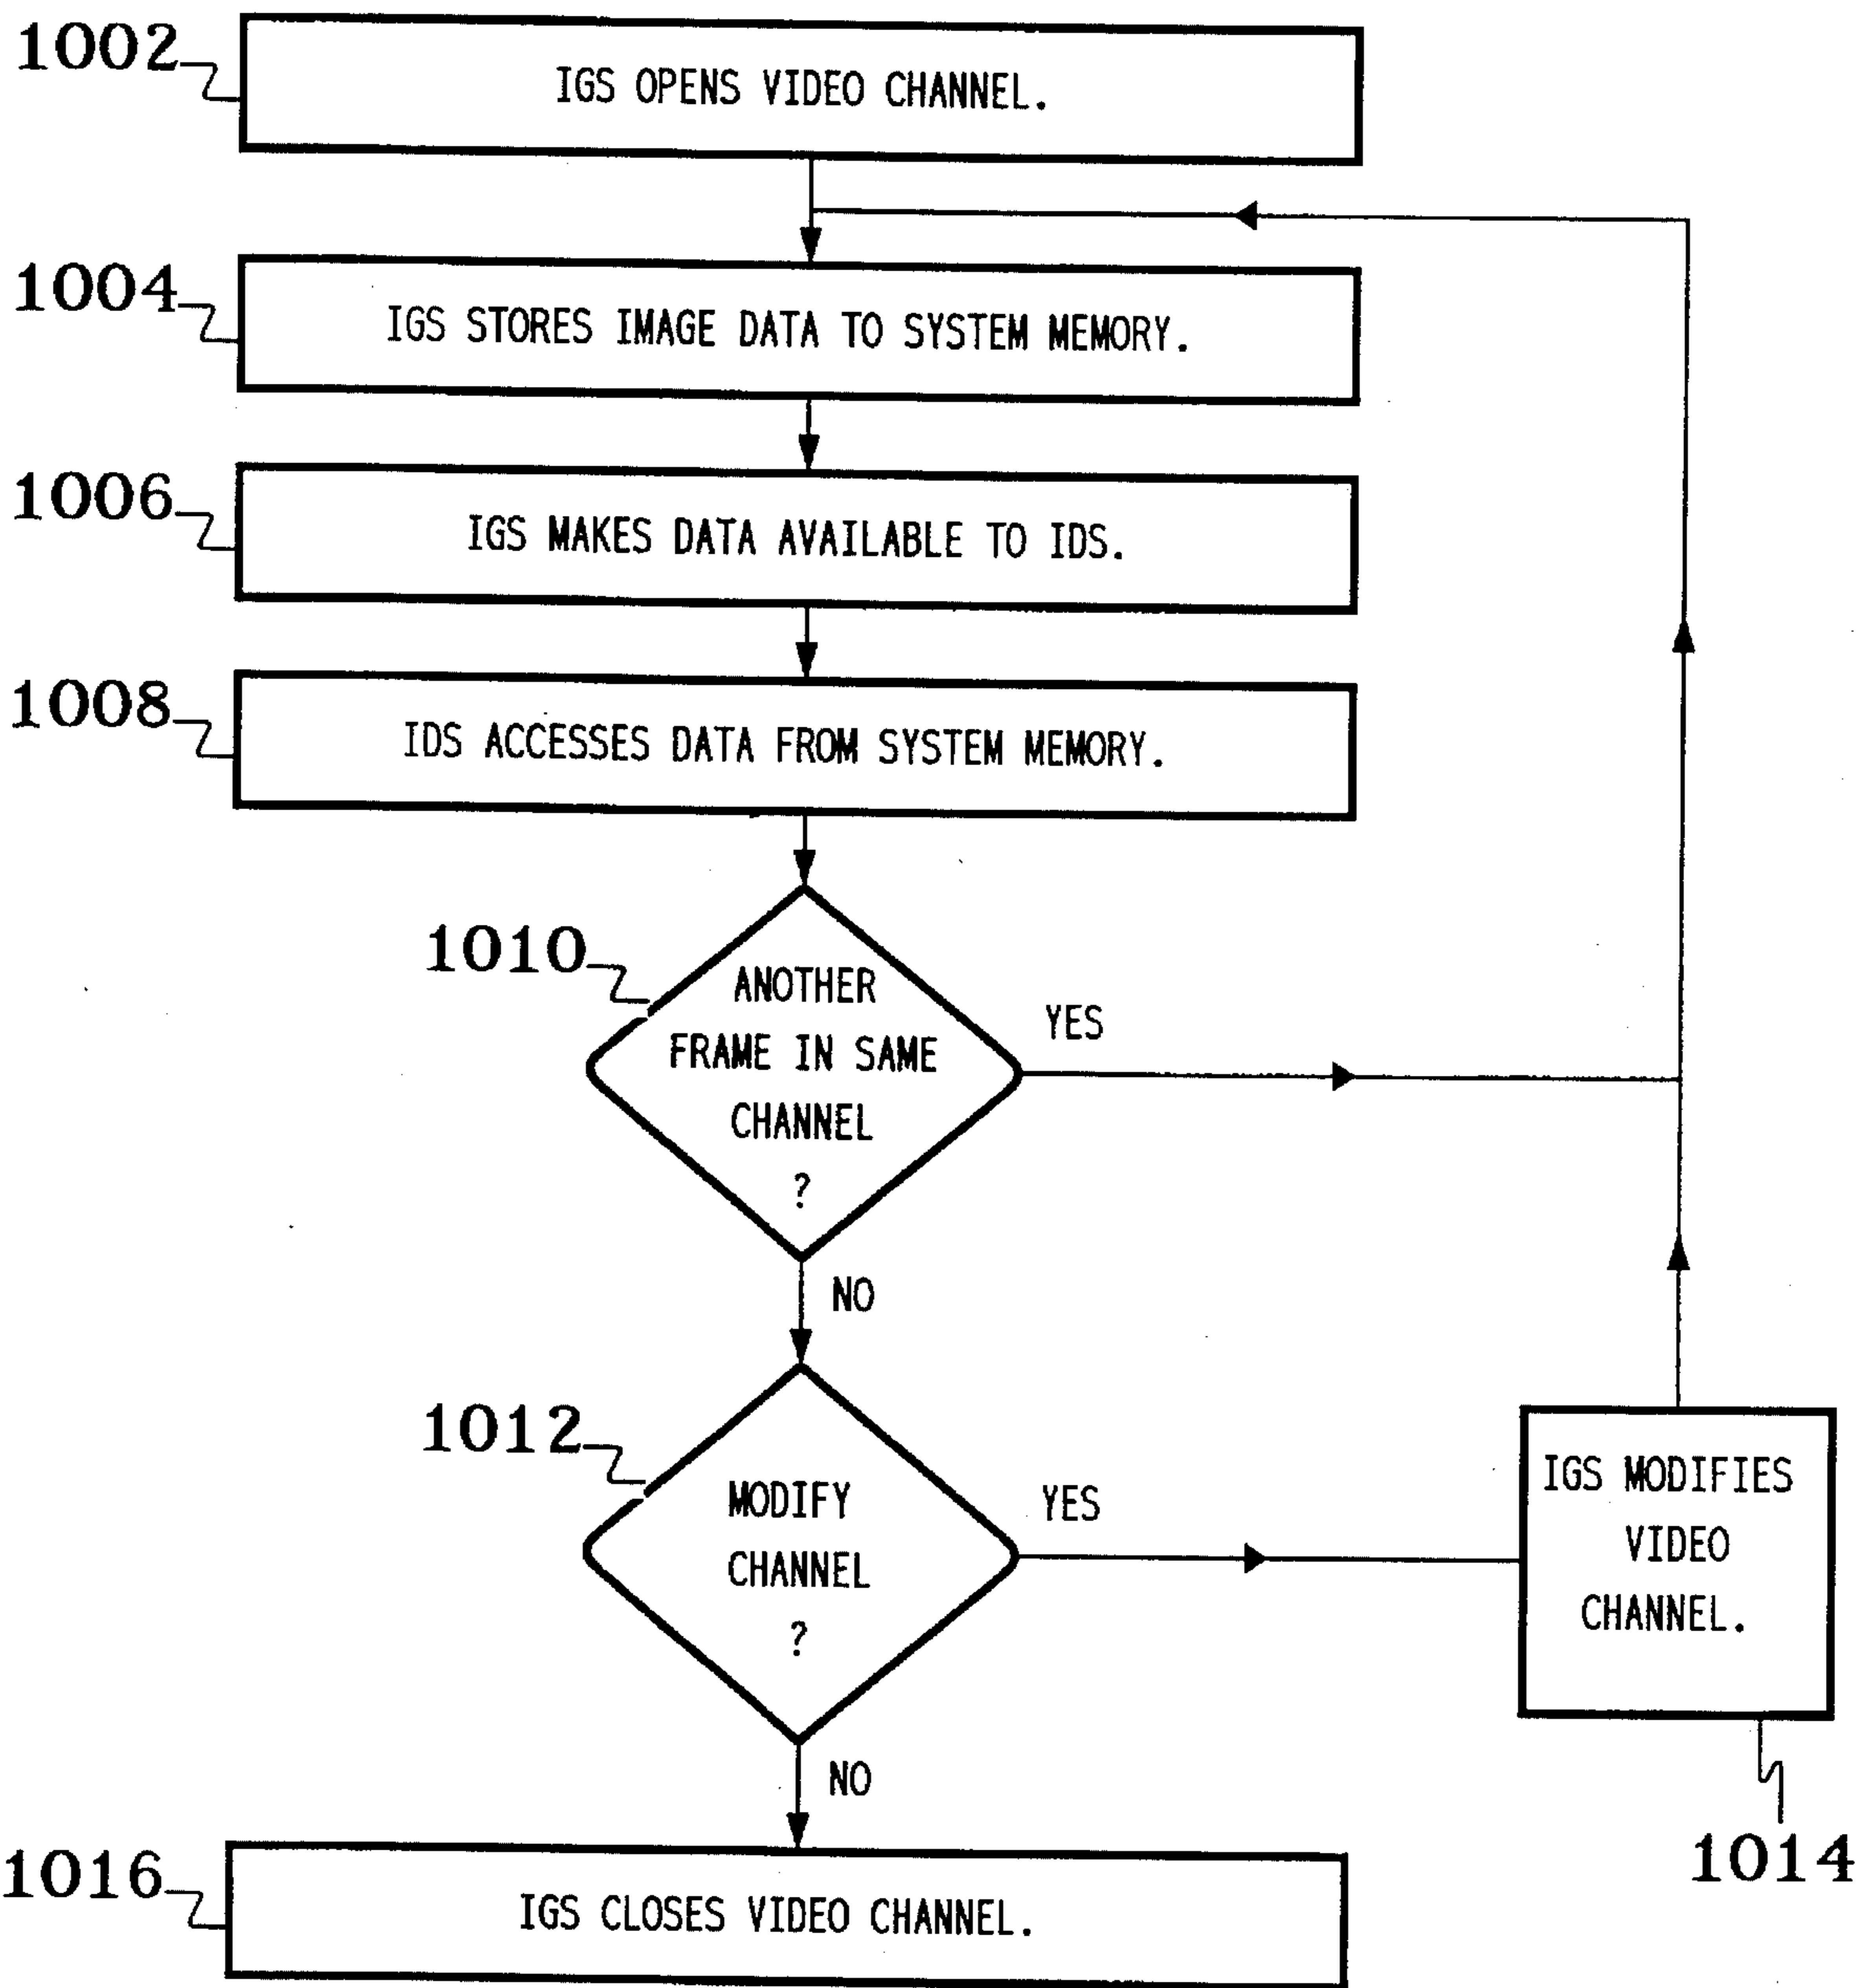 1002
IGS OPENS VIDEO CHANNEL.
1004
IGS STORES IMAGE DATA TO SYSTEM MEMORY.
1006
IGS MAKES DATA AVAILABLE TO IDS.
1008
IDS ACCESSES DATA FROM SYSTEM MEMORY.
1010
ANOTHER
FRAME IN SAME
CHANNEL
?
YES
NO
1012
MODIFY
CHANNEL
?
YES
IGS MODIFIES
VIDEO
CHANNEL.
1014
NO
1016
IGS CLOSES VIDEO CHANNEL.